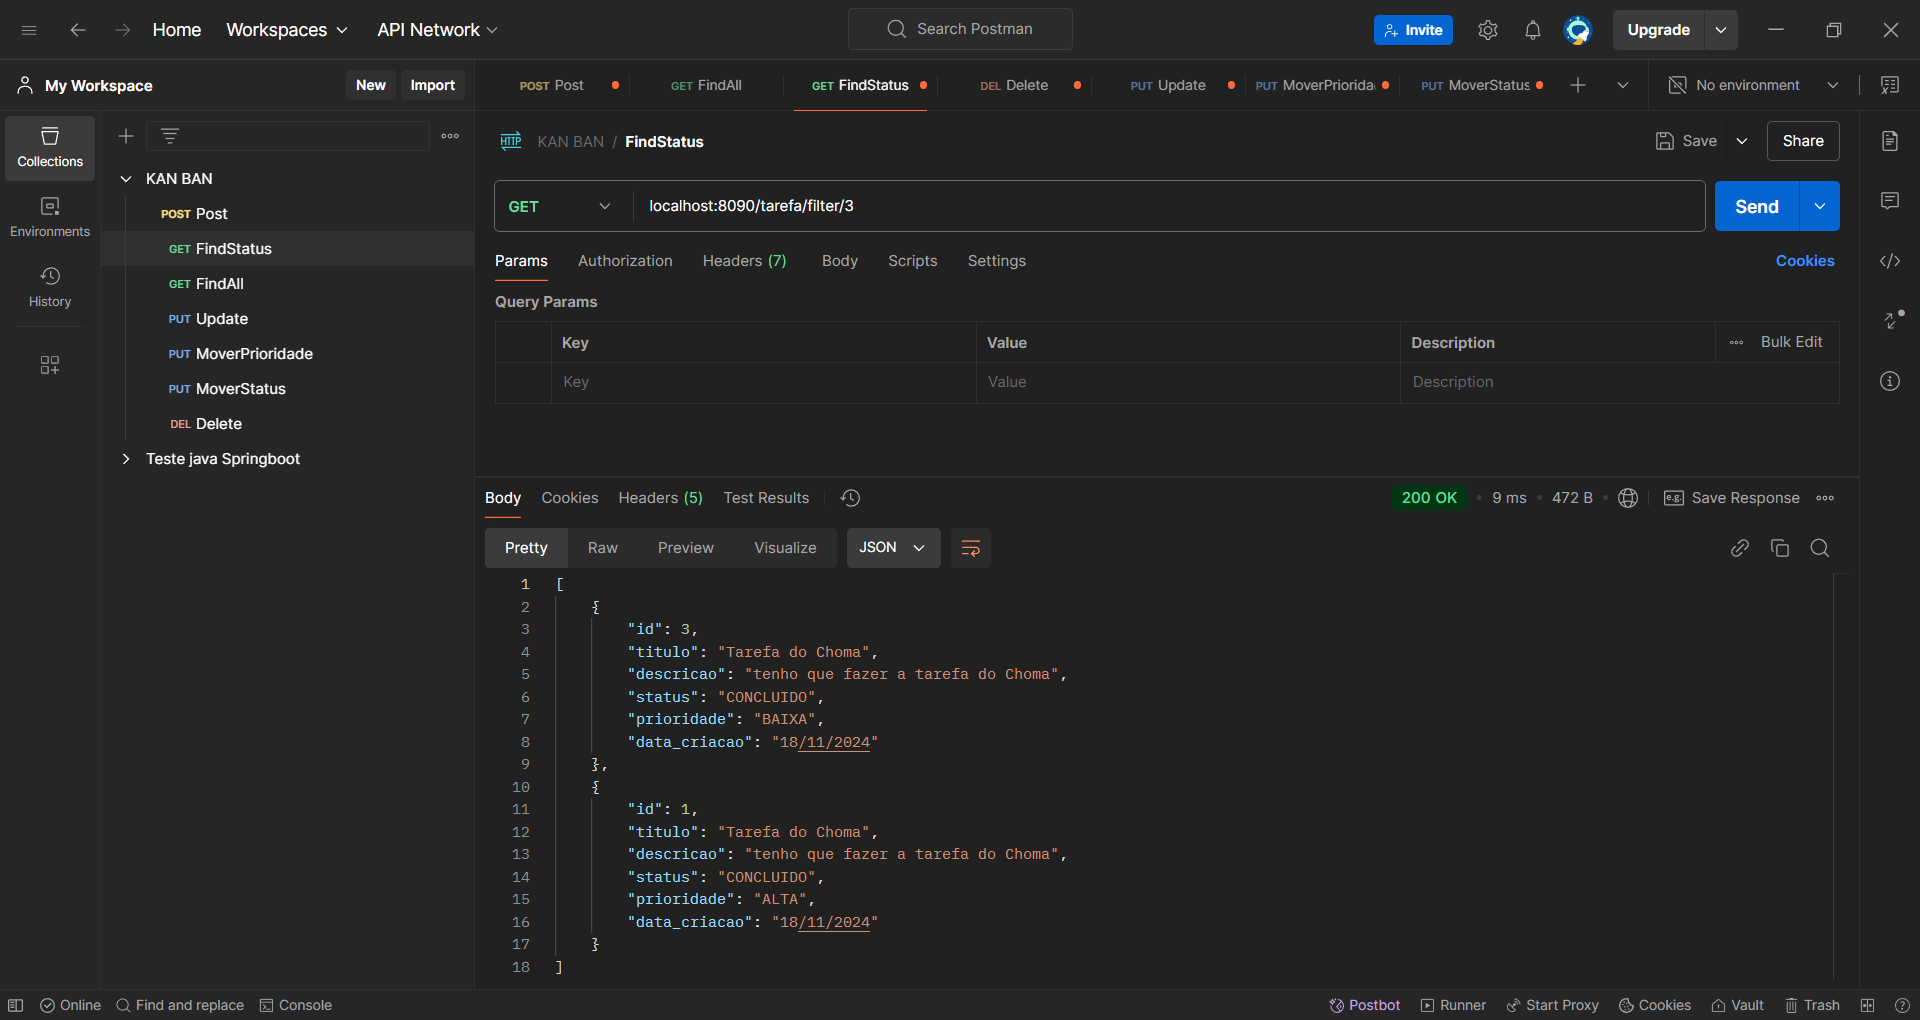 Home Workspaces API Network Search Postman Invite Upgrade
My Workspace New Import POST Post GET FindAll GET FindStatus DEL Delete PUT Update PUT MoverPriorida PUT MoverStatus No environment
Collections
Environments
History
KAN BAN
POST Post
GET FindStatus
GET FindAll
PUT Update
PUT MoverPrioridade
PUT MoverStatus
DEL Delete
Teste java Springboot
HTTP KAN BAN / FindStatus Save Share
GET localhost:8090/tarefa/filter/3 Send
Params Authorization Headers (7) Body Scripts Settings Cookies
Query Params
Key Value Description Bulk Edit
Key Value Description
Body Cookies Headers (5) Test Results 200 OK 9 ms 472 B e.g. Save Response
Pretty Raw Preview Visualize JSON
1 [
2 {
3 "id": 3,
4 "titulo": "Tarefa do Choma",
5 "descricao": "tenho que fazer a tarefa do Choma",
6 "status": "CONCLUIDO",
7 "prioridade": "BAIXA",
8 "data_criacao": "18/11/2024"
9 },
10 {
11 "id": 1,
12 "titulo": "Tarefa do Choma",
13 "descricao": "tenho que fazer a tarefa do Choma",
14 "status": "CONCLUIDO",
15 "prioridade": "ALTA",
16 "data_criacao": "18/11/2024"
17 }
18 ]
Online Find and replace Console Postbot Runner Start Proxy Cookies Vault Trash